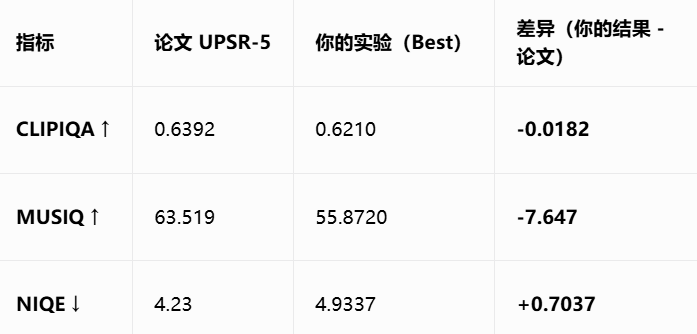 指标 论文 UPSR-5 你的实验（Best） 差异（你的结果 -
论文）
CLIPIQA↑ 0.6392 0.6210 -0.0182
MUSIQ↑ 63.519 55.8720 -7.647
NIQE↓ 4.23 4.9337 +0.7037